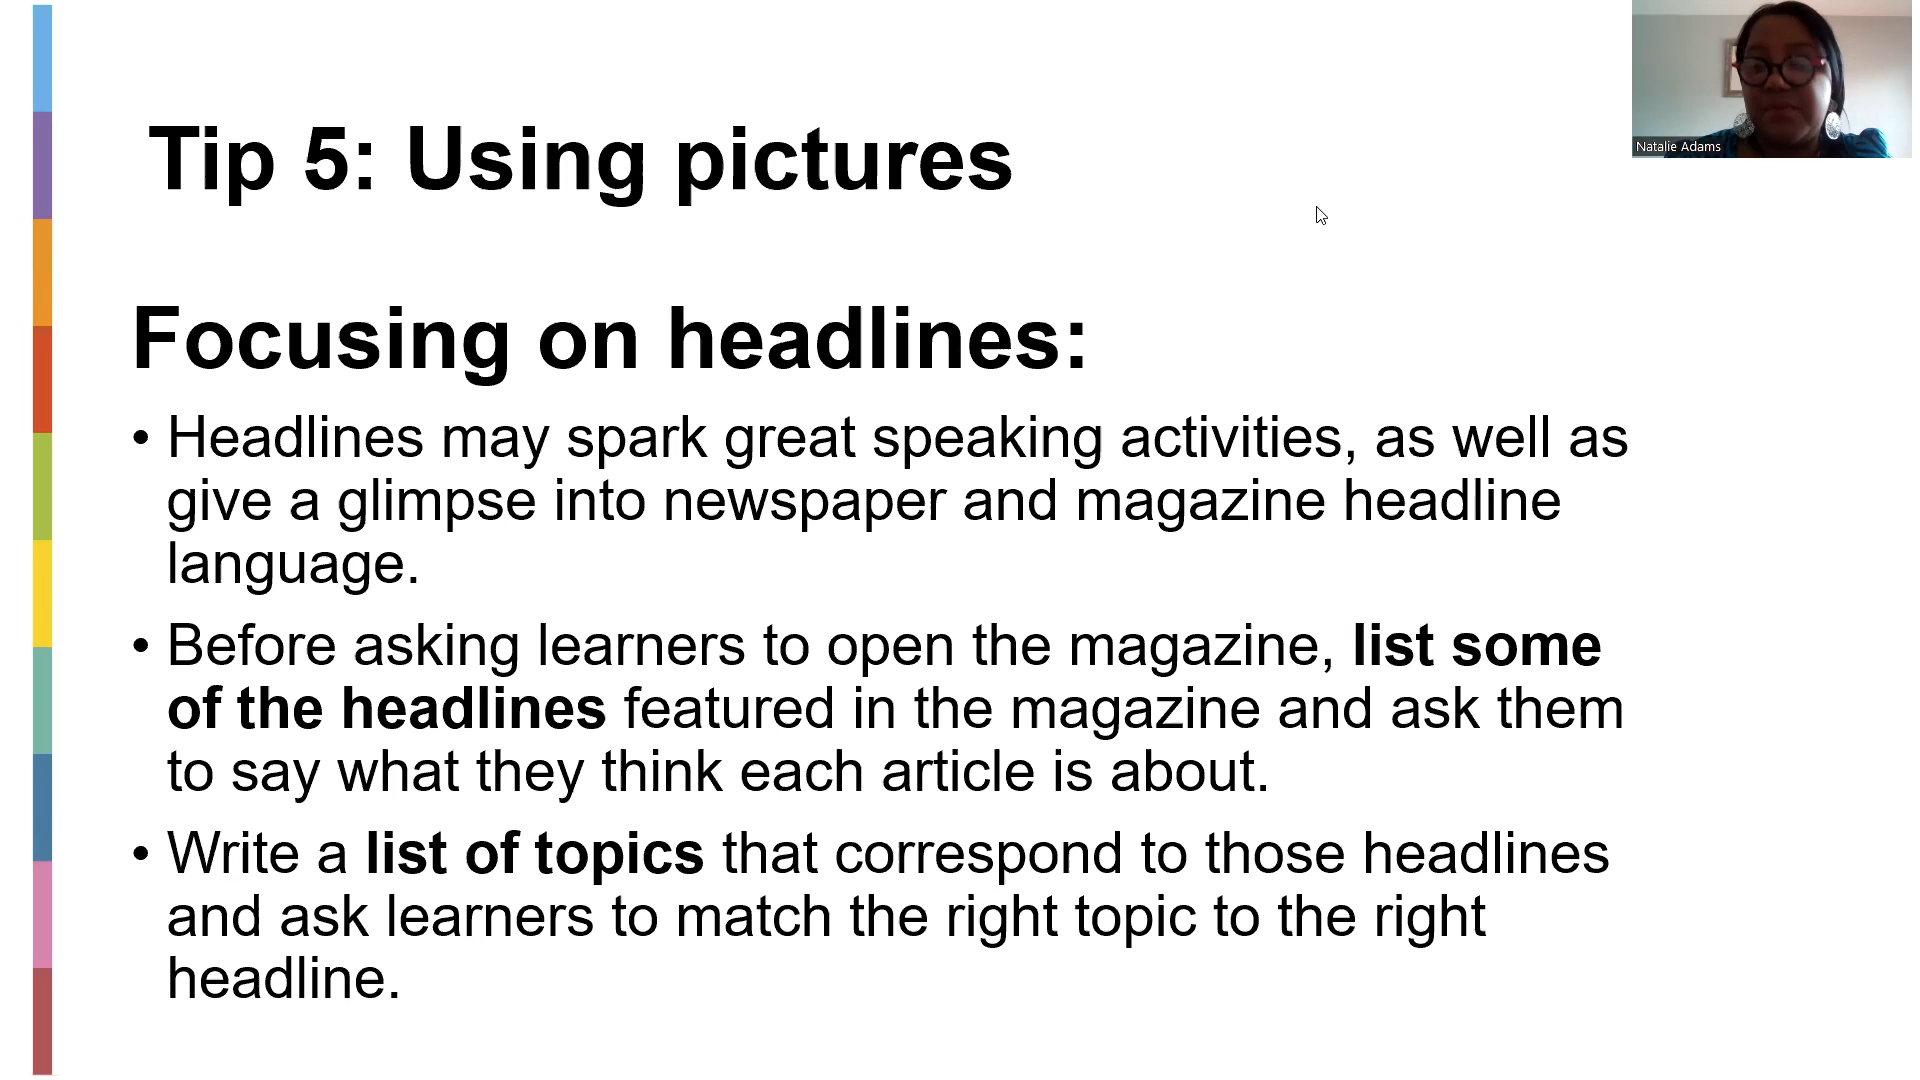 Tip 5: Using pictures
Natalie Adams
Focusing on headlines:
• Headlines may spark great speaking activities, as well as
give a glimpse into newspaper and magazine headline
language.
• Before asking learners to open the magazine, list some
of the headlines featured in the magazine and ask them
to say what they think each article is about.
• Write a list of topics that correspond to those headlines
and ask learners to match the right topic to the right
headline.